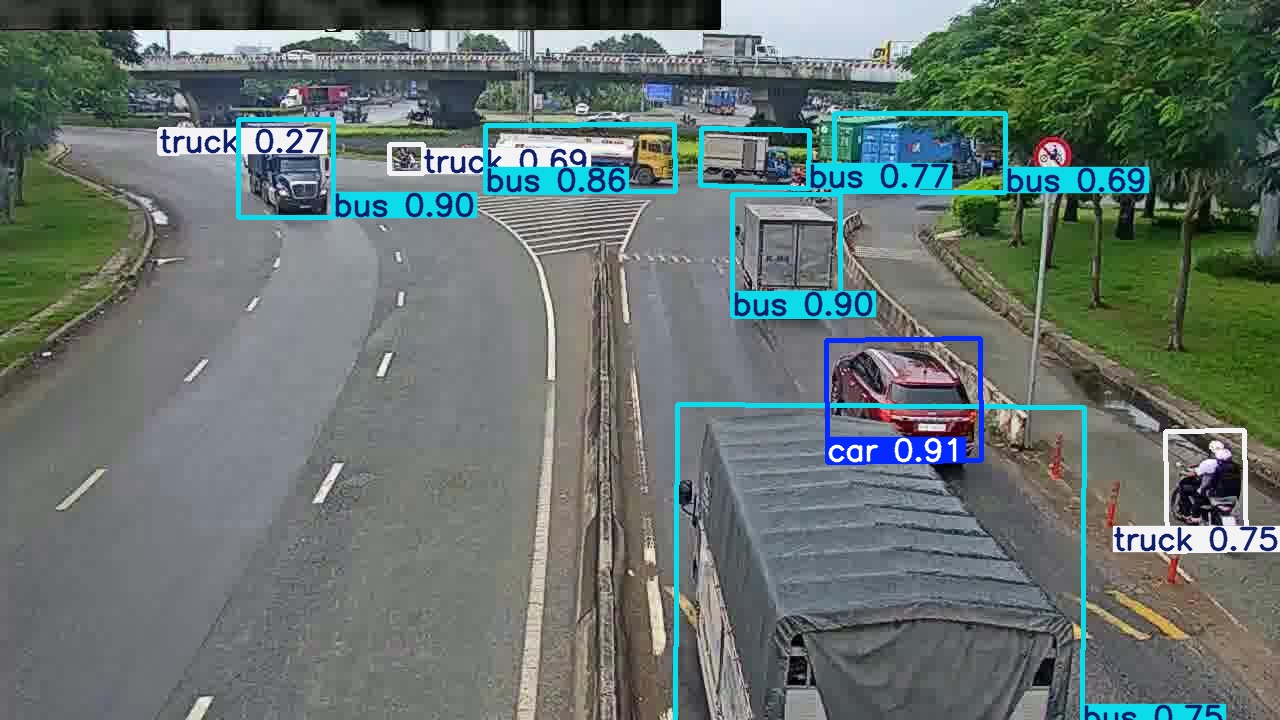 truck 0.27
truck 0.69
bus 0.86
bus 0.77
bus 0.69
bus 0.90
bus 0.90
car 0.91
truck 0.75
bus 0.75